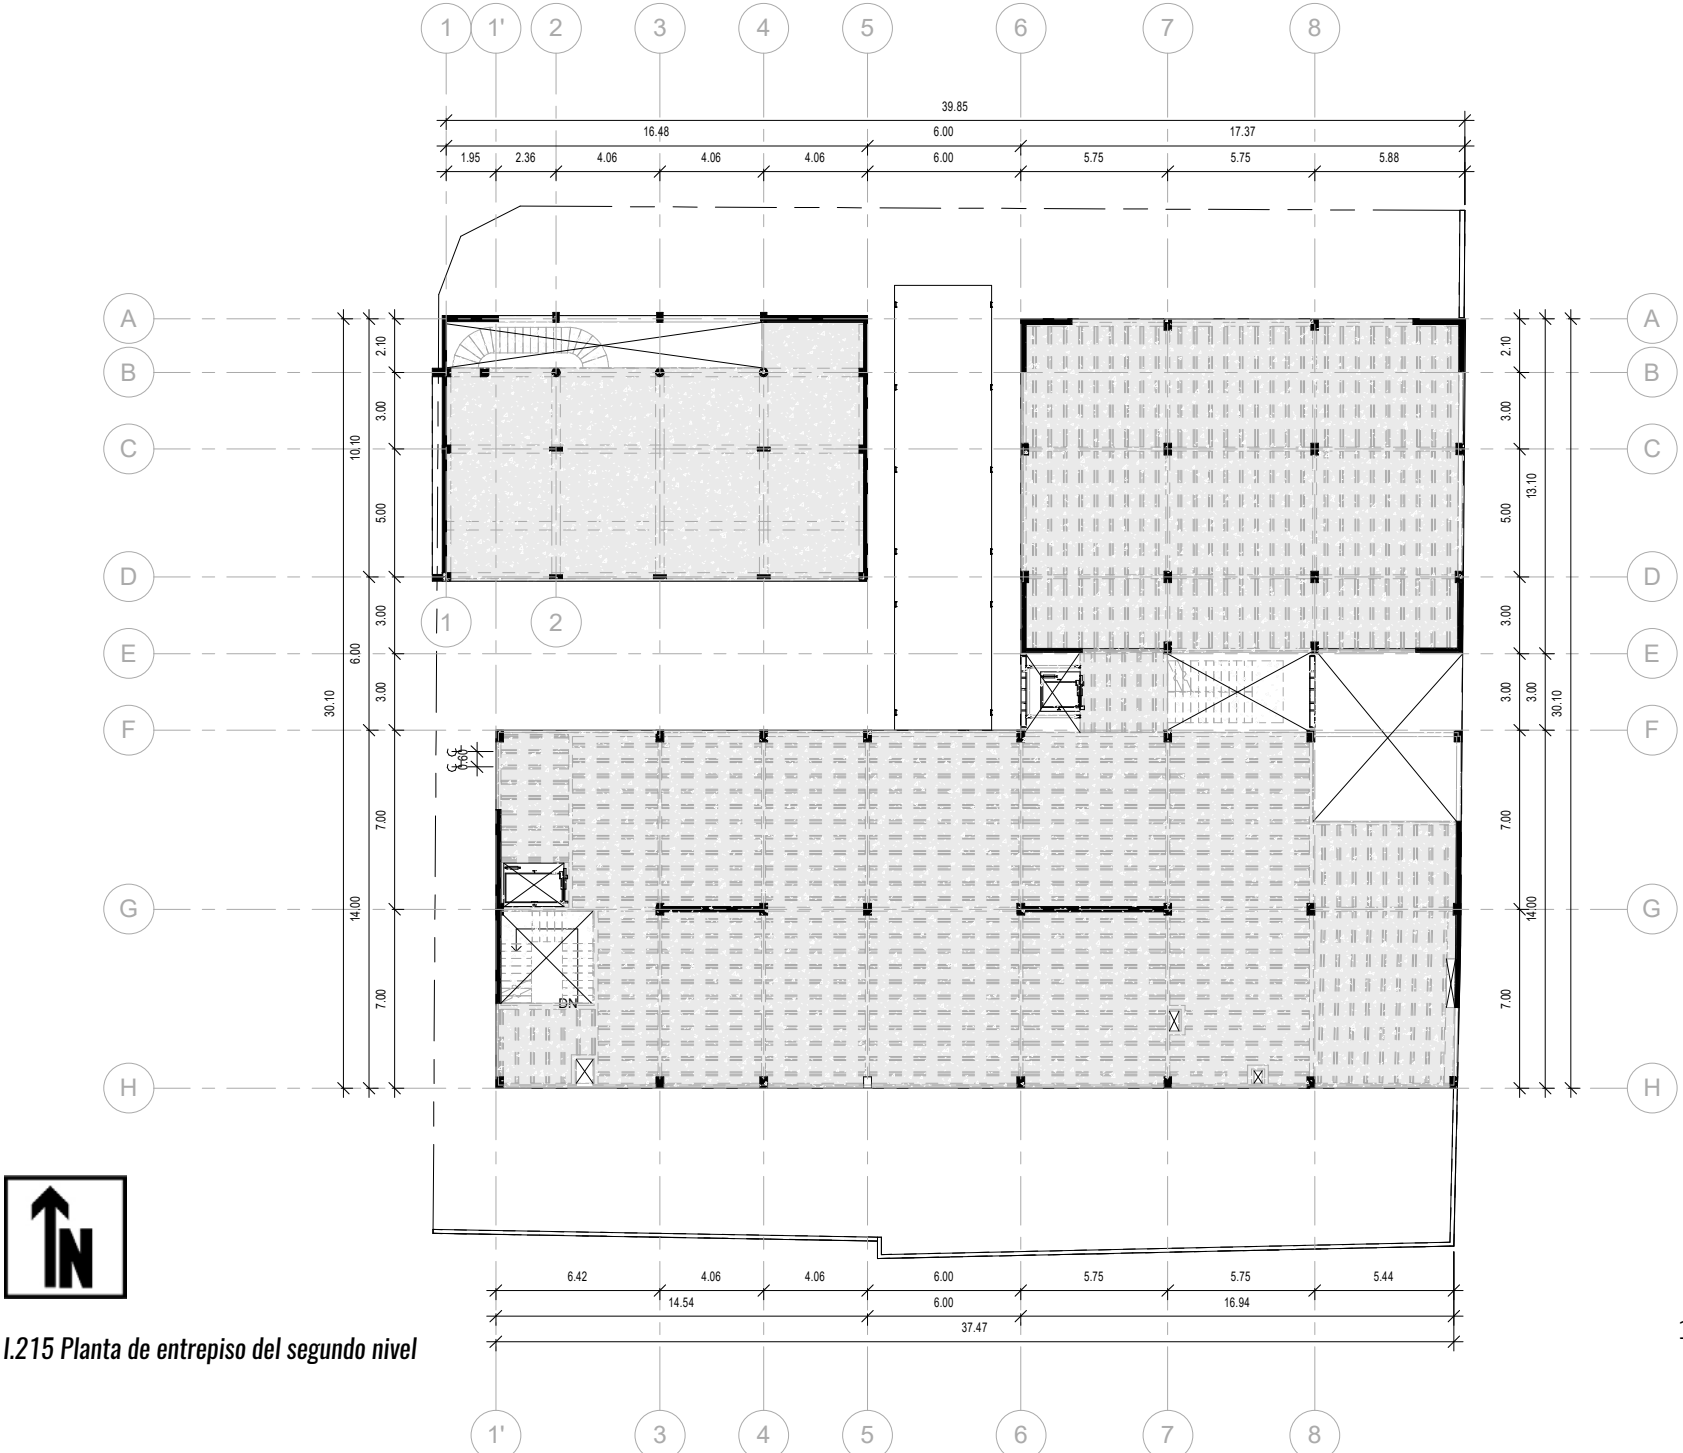 1 1' 2 3 4 5 6 7 8
39.85
16.48 6.00 17.37
1.95 2.36 4.06 4.06 4.06 6.00 5.75 5.75 5.88
A A
2.10 2.10
B B
3.00 3.00
C C
10.10 13.10
5.00 5.00
D D
1 2
3.00 3.00
E E
6.00
3.00 3.00 3.00
30.10 30.10
F F
0.60
7.00 7.00
G G
14.00 14.00
7.00 7.00
DN
H H
N
6.42 4.06 4.06 6.00 5.75 5.75 5.44
14.54 6.00 16.94
37.47
I.215 Planta de entrepiso del segundo nivel
1' 3 4 5 6 7 8